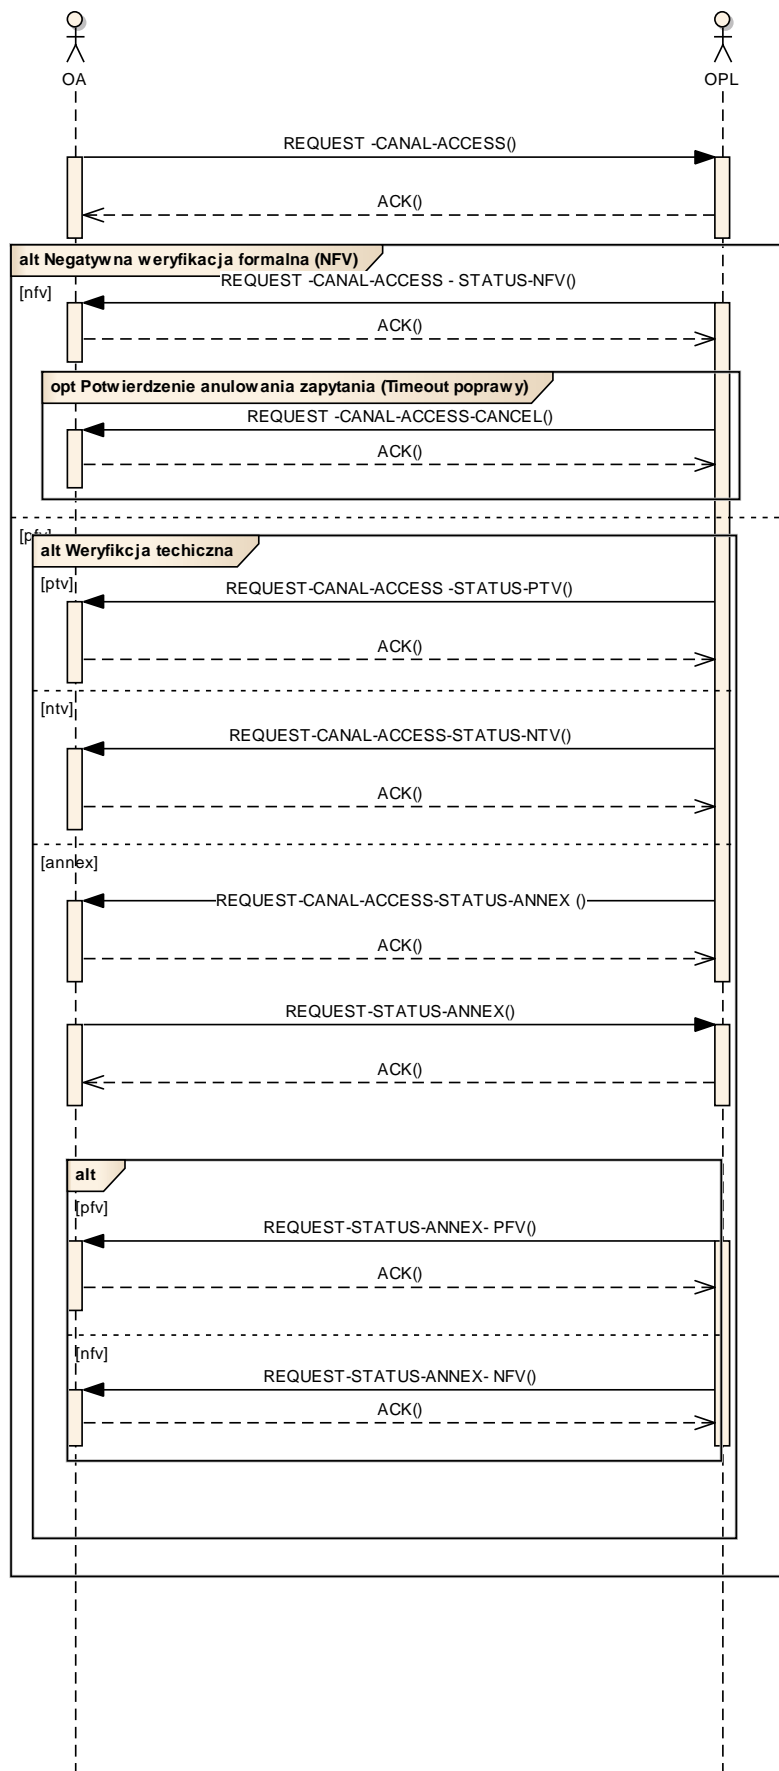 OA
OPL
REQUEST -CANAL-ACCESS()
ACK()
alt Negatywna weryfikacja formalna (NFV)
REQUEST -CANAL-ACCESS - STATUS-NFV()
[nfv]
ACK()
opt Potwierdzenie anulowania zapytania (Timeout poprawy)
REQUEST -CANAL-ACCESS-CANCEL()
ACK()
[pfv]
alt Weryfikcja techiczna
[ptv]
REQUEST-CANAL-ACCESS -STATUS-PTV()
ACK()
[ntv]
REQUEST-CANAL-ACCESS-STATUS-NTV()
ACK()
[annex]
REQUEST-CANAL-ACCESS-STATUS-ANNEX ()
ACK()
REQUEST-STATUS-ANNEX()
ACK()
alt
[pfv]
REQUEST-STATUS-ANNEX- PFV()
ACK()
[nfv]
REQUEST-STATUS-ANNEX- NFV()
ACK()